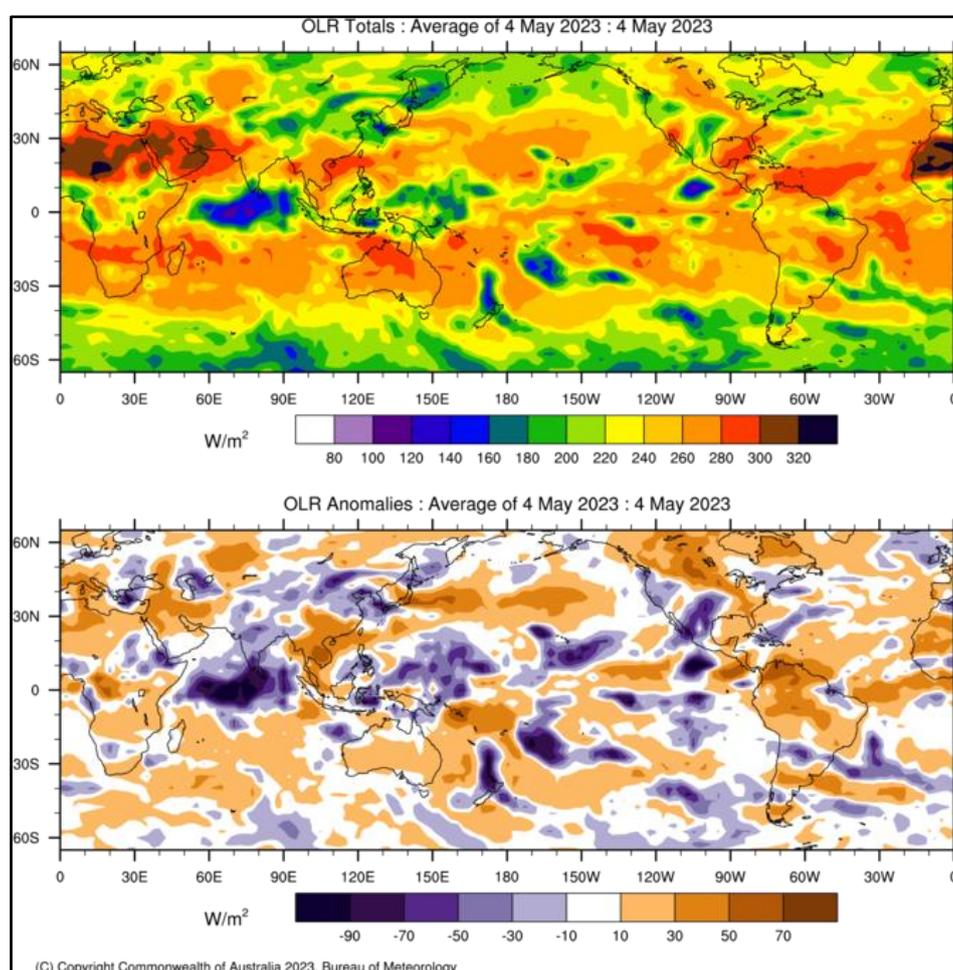 OLR Totals : Average of 4 May 2023 : 4 May 2023
60N
30N
0
30S
60S
0 30E 60E 90E 120E 150E 180 150W 120W 90W 60W 30W 0
W/m²
80 100 120 140 160 180 200 220 240 260 280 300 320
OLR Anomalies : Average of 4 May 2023 : 4 May 2023
60N
30N
0
30S
60S
0 30E 60E 90E 120E 150E 180 150W 120W 90W 60W 30W 0
W/m²
-90 -70 -50 -30 -10 10 30 50 70
(C) Copyright Commonwealth of Australia 2023, Bureau of Meteorology